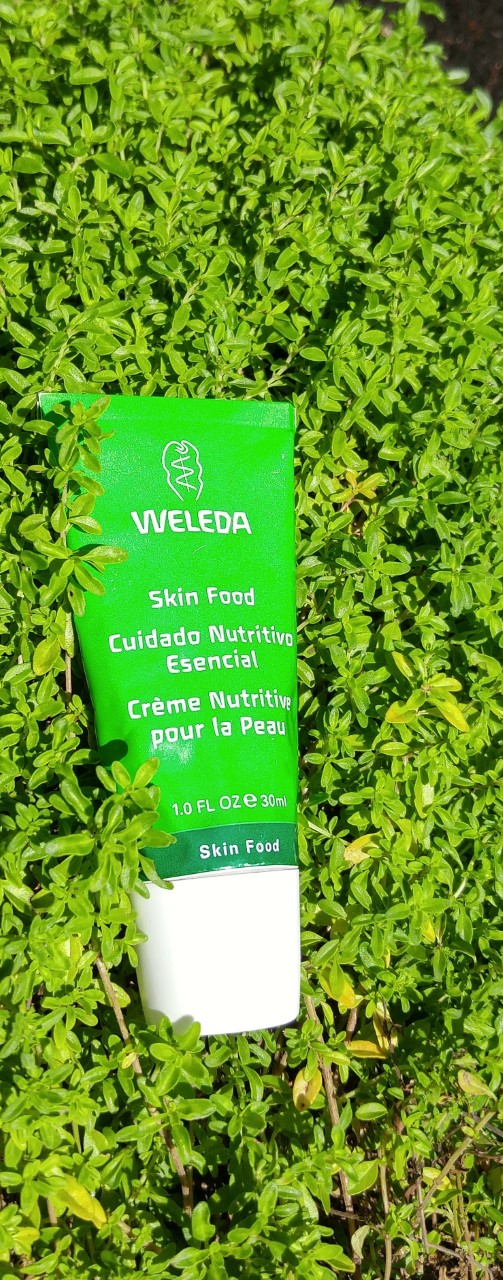 WELEDA
Skin Food
Cuidado Nutritivo
Esencial
Crème Nutritive
pour la Peau
1.0 FL OZ e 30ml
Skin Food